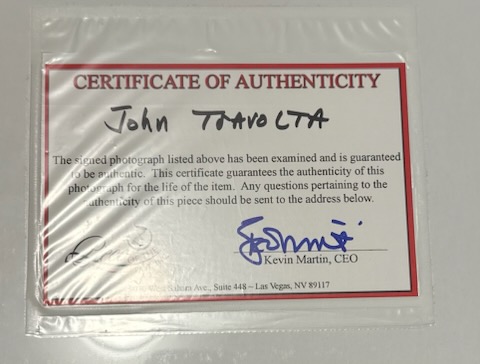 CERTIFICATE OF AUTHENTICITY
John TRAVOLTA
The signed photograph listed above has been examined and is guaranteed
to be authentic. This certificate guarantees the authenticity of this
photograph for the life of the item. Any questions pertaining to the
authenticity of this piece should be sent to the address below.
Kevin Martin, CEO
Sahara Ave., Suite 448 – Las Vegas, NV 89117